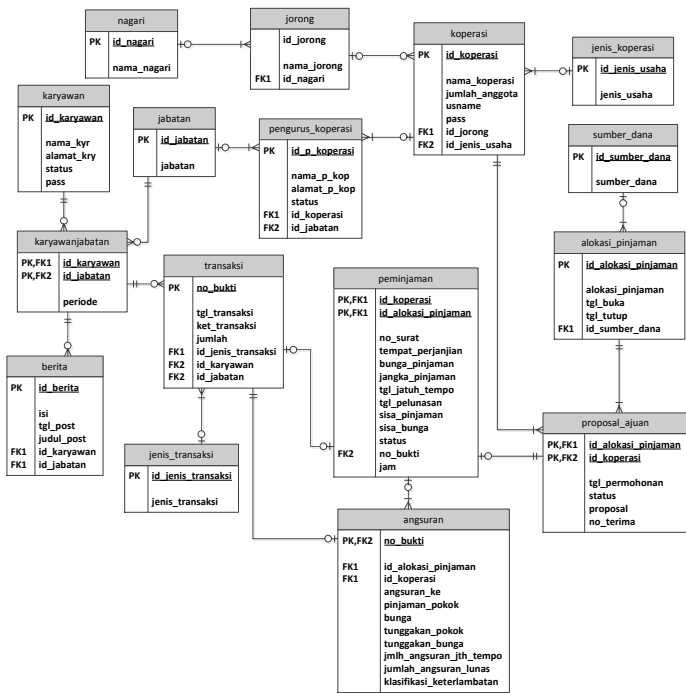 nagari
PK id_nagari
nama_nagari
jorong
id_jorong
nama_jorong
FK1 id_nagari
koperasi
PK id_koperasi
nama_koperasi
jumlah_anggota
usname
pass
FK1 id_jorong
FK2 id_jenis_usaha
jenis_koperasi
PK id_jenis_usaha
jenis_usaha
karyawan
PK id_karyawan
nama_kyr
alamat_kry
status
pass
jabatan
PK id_jabatan
jabatan
pengurus_koperasi
PK id_p_koperasi
nama_p_kop
alamat_p_kop
status
FK1 id_koperasi
FK2 id_jabatan
sumber_dana
PK id_sumber_dana
sumber_dana
karyawanjabatan
PK,FK1 id_karyawan
PK,FK2 id_jabatan
periode
transaksi
PK no_bukti
tgl_transaksi
ket_transaksi
jumlah
FK1 id_jenis_transaksi
FK2 id_karyawan
FK2 id_jabatan
peminjaman
PK,FK1 id_koperasi
PK,FK1 id_alokasi_pinjaman
no_surat
tempat_perjanjian
bunga_pinjaman
jangka_pinjaman
tgl_jatuh_tempo
tgl_pelunasan
sisa_pinjaman
sisa_bunga
status
FK2 no_bukti
jam
alokasi_pinjaman
PK id_alokasi_pinjaman
alokasi_pinjaman
tgl_buka
tgl_tutup
FK1 id_sumber_dana
berita
PK id_berita
isi
tgl_post
judul_post
FK1 id_karyawan
FK1 id_jabatan
jenis_transaksi
PK id_jenis_transaksi
jenis_transaksi
proposal_ajuan
PK,FK1 id_alokasi_pinjaman
PK,FK2 id_koperasi
tgl_permohonan
status
proposal
no_terima
angsuran
PK,FK2 no_bukti
FK1 id_alokasi_pinjaman
FK1 id_koperasi
angsuran_ke
pinjaman_pokok
bunga
tunggakan_pokok
tunggakan_bunga
jmlh_angsuran_jth_tempo
jumlah_angsuran_lunas
klasifikasi_keterlambatan